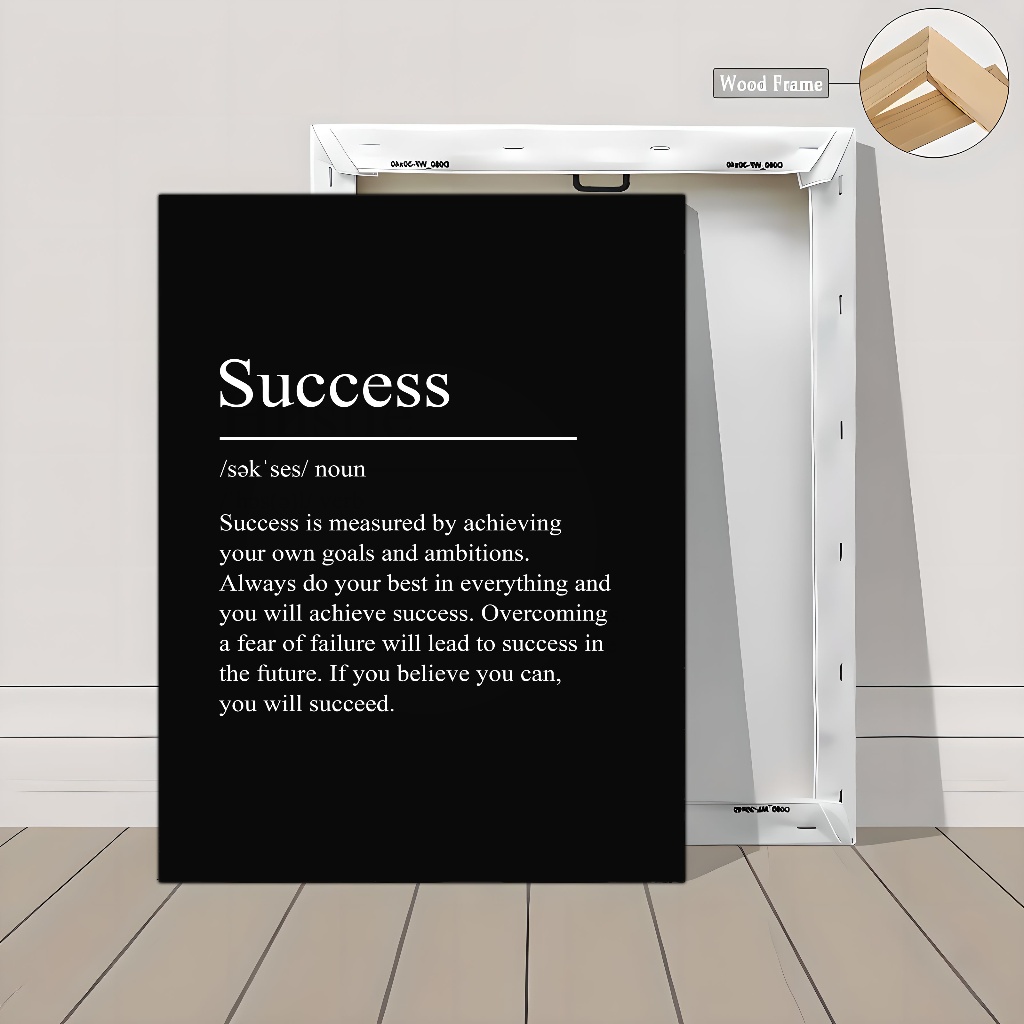 Wood Frame
Success
/səkˈses/ noun
Success is measured by achieving
your own goals and ambitions.
Always do your best in everything and
you will achieve success. Overcoming
a fear of failure will lead to success in
the future. If you believe you can,
you will succeed.